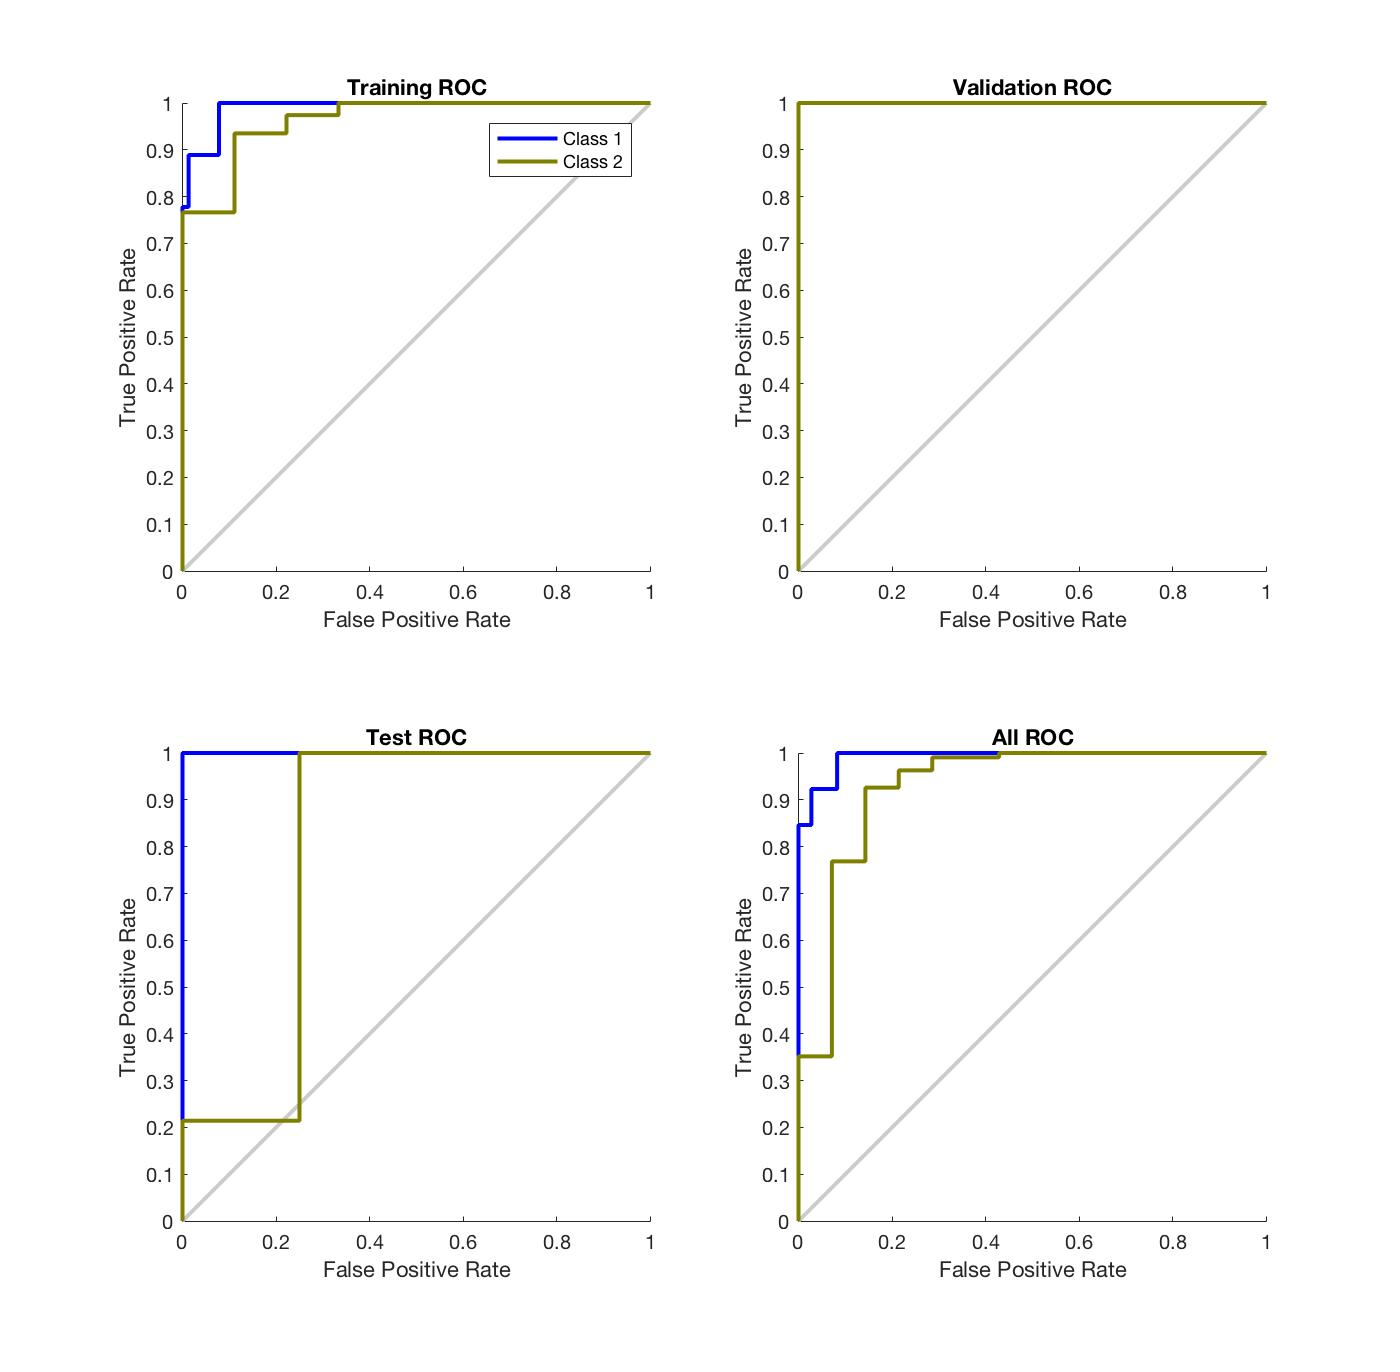 Training ROC
1
0.9
0.8
0.7
0.6
0.5
0.4
0.3
0.2
0.1
0
0 0.2 0.4 0.6 0.8 1
True Positive Rate
False Positive Rate
Class 1
Class 2
Validation ROC
1
0.9
0.8
0.7
0.6
0.5
0.4
0.3
0.2
0.1
0
0 0.2 0.4 0.6 0.8 1
True Positive Rate
False Positive Rate
Test ROC
1
0.9
0.8
0.7
0.6
0.5
0.4
0.3
0.2
0.1
0
0 0.2 0.4 0.6 0.8 1
True Positive Rate
False Positive Rate
All ROC
1
0.9
0.8
0.7
0.6
0.5
0.4
0.3
0.2
0.1
0
0 0.2 0.4 0.6 0.8 1
True Positive Rate
False Positive Rate